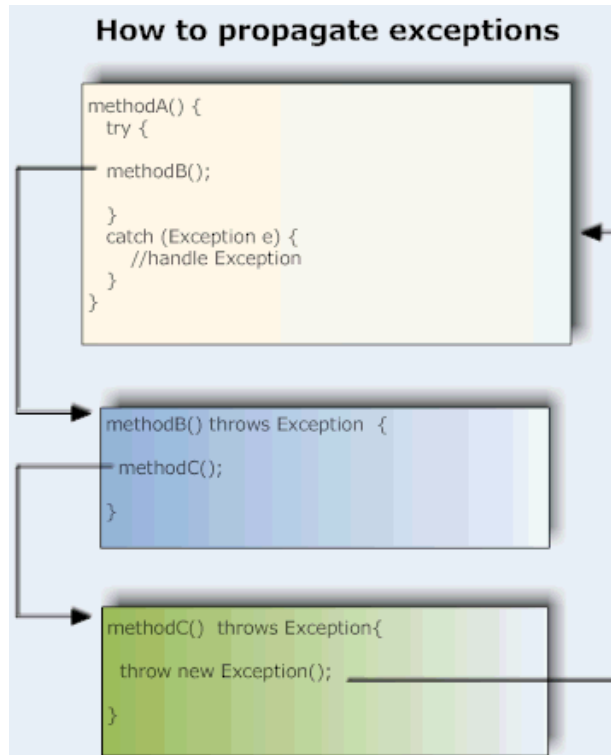 How to propagate exceptions
methodA() {
try {
methodB();
}
catch (Exception e) {
//handle Exception
}
}
methodB() throws Exception {
methodC();
}
methodC() throws Exception{
throw new Exception();
}